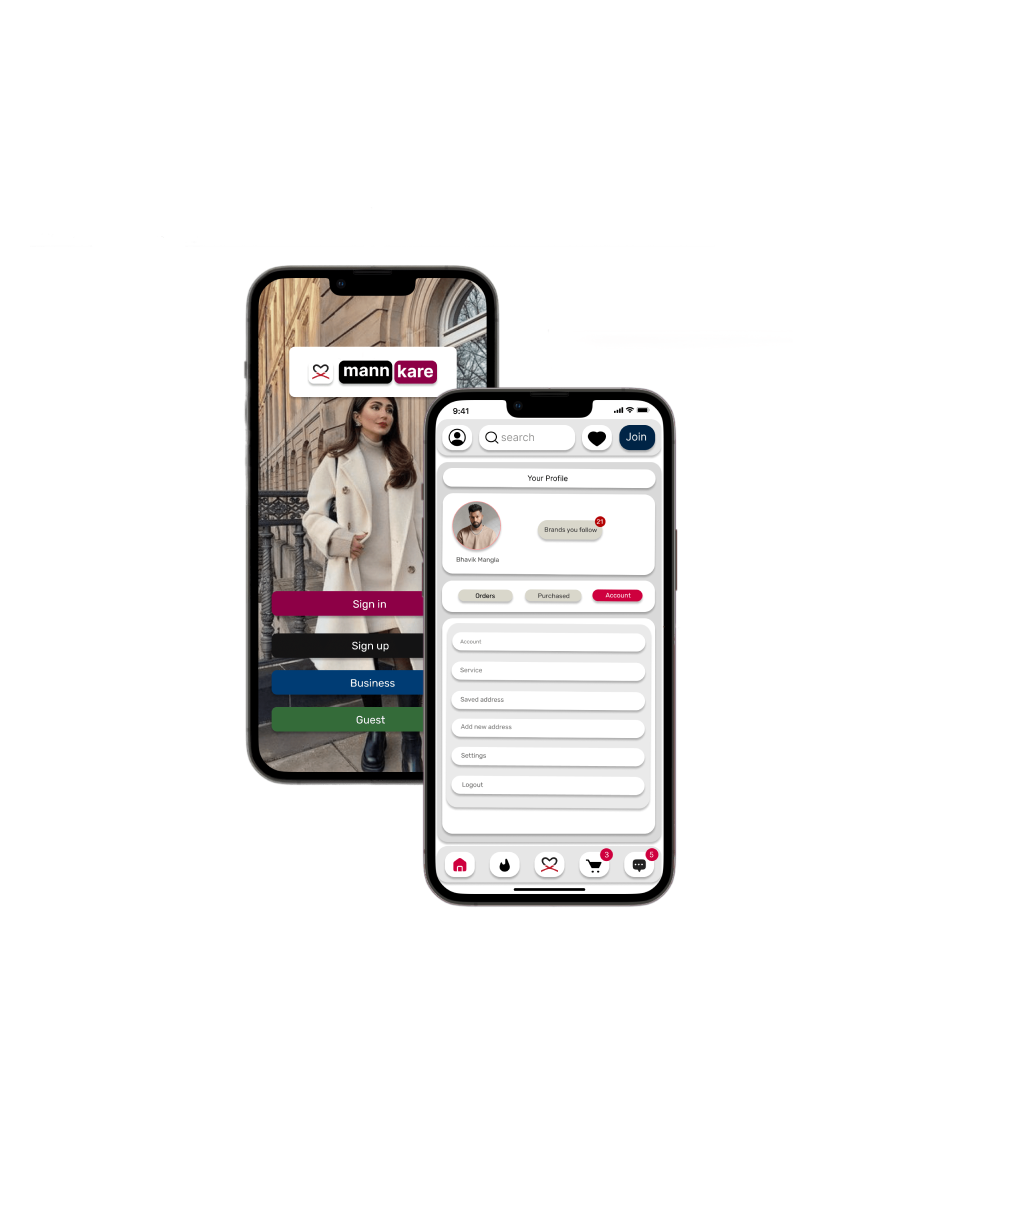 mann kare
Sign in
Sign up
Business
Guest
9:41
search
Join
Your Profile
21
Brands you follow
Bhavik Mangla
Orders
Purchased
Account
Account
Service
Saved address
Add new address
Settings
Logout
3
5